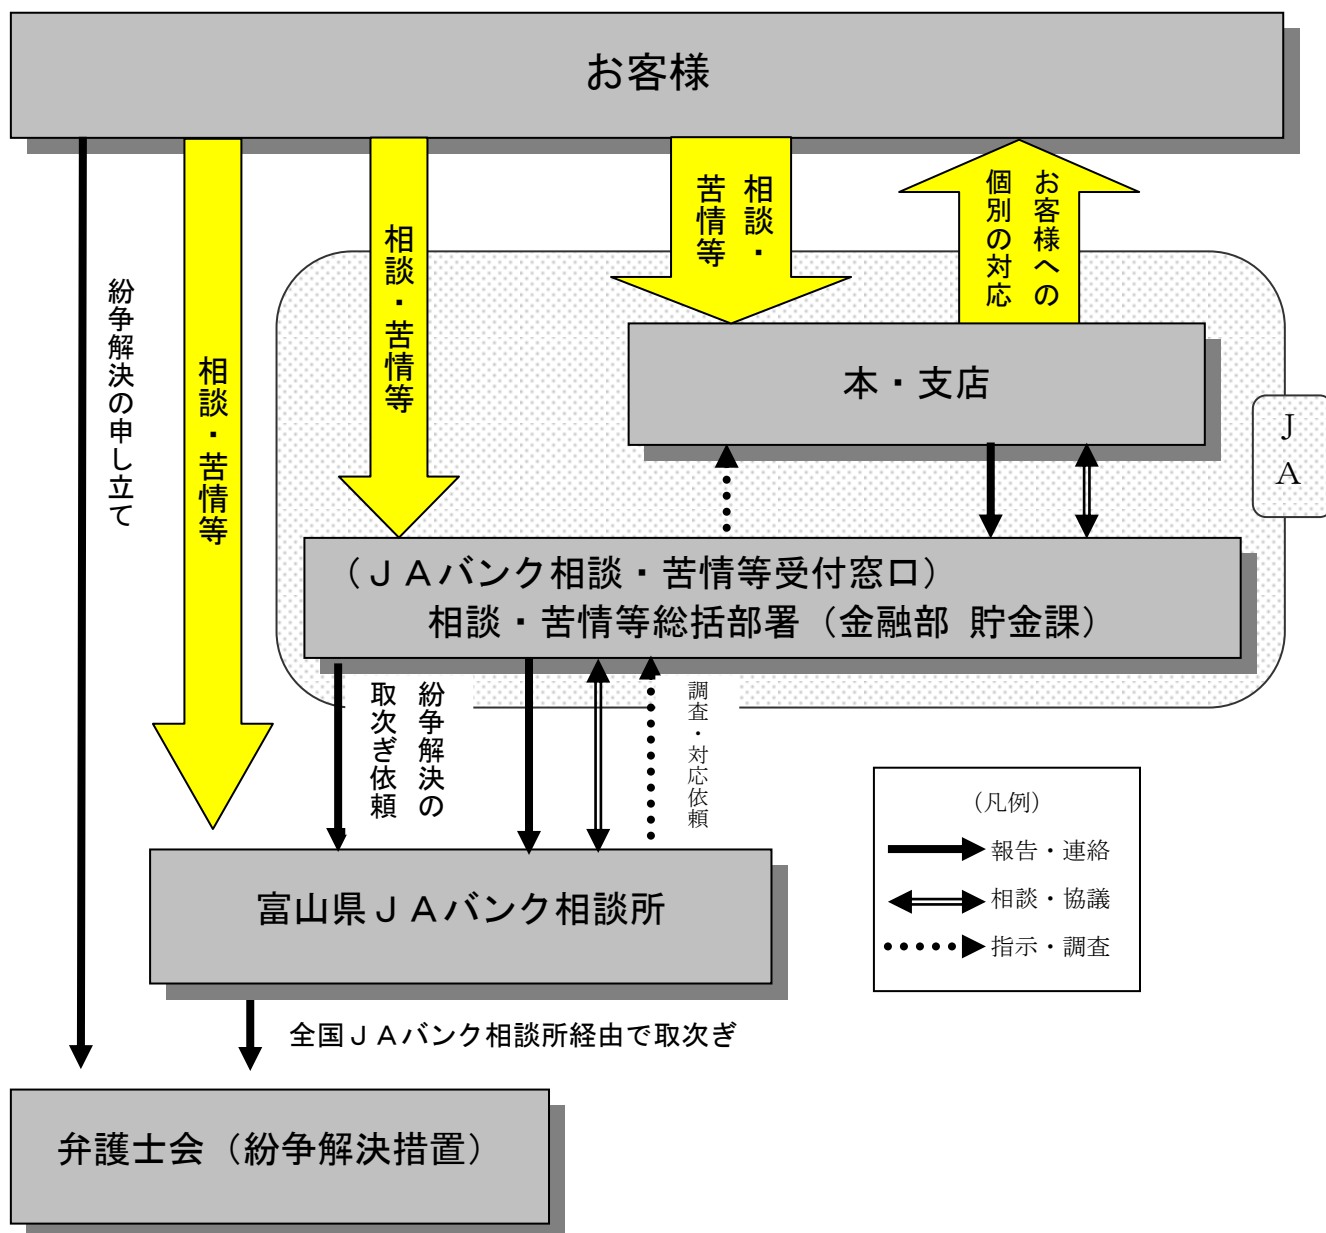 お客様
紛争解決の申し立て
相談・苦情等
相談・苦情等
相談・
苦情等
お客様への
個別の対応
本・支店
ＪＡ
（ＪＡバンク相談・苦情等受付窓口）
相談・苦情等総括部署（金融部 貯金課）
紛争解決の
取次ぎ依頼
調査・対応依頼
富山県ＪＡバンク相談所
（凡例）
報告・連絡
相談・協議
指示・調査
全国ＪＡバンク相談所経由で取次ぎ
弁護士会（紛争解決措置）